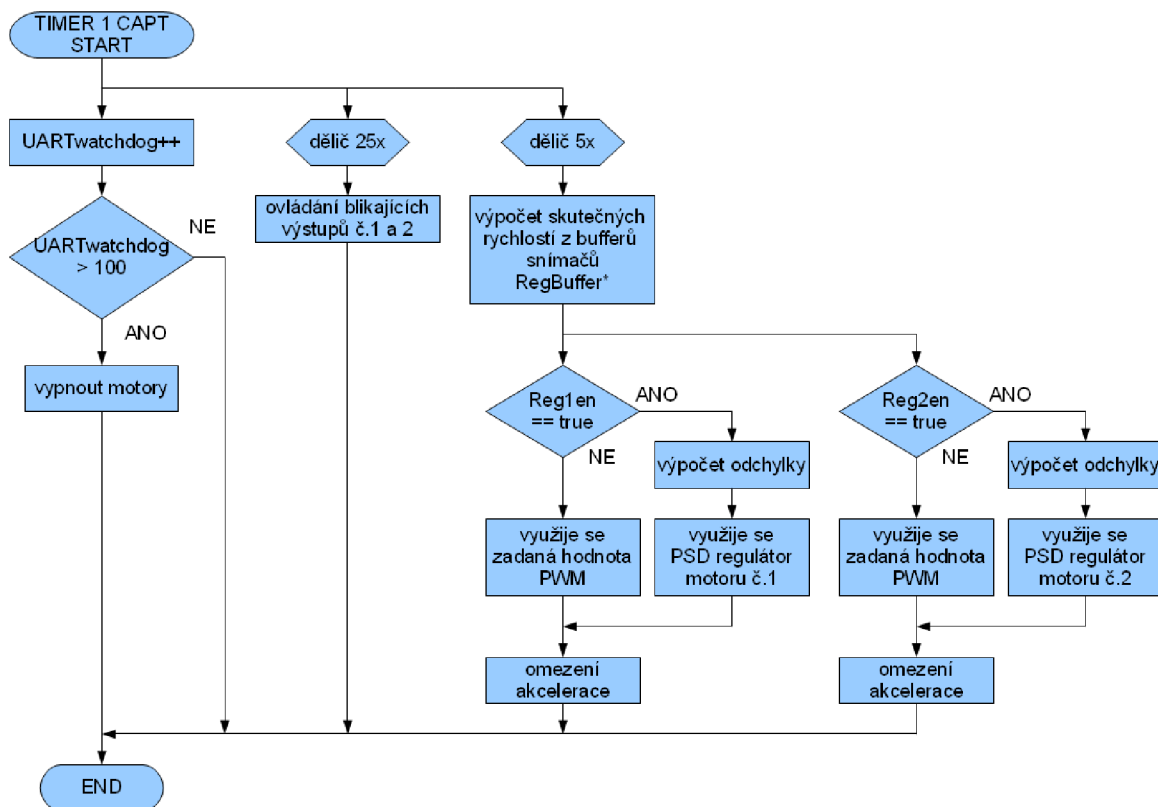 TIMER 1 CAPT
START
UARTwatchdog++
dělič 25x
dělič 5x
ovládání blikajících
výstupů č.1 a 2
výpočet skutečných
rychlostí z bufferů
snímačů
RegBuffer*
NE
UARTwatchdog
> 100
ANO
vypnout motory
Reg1en
== true
ANO
NE
výpočet odchylky
Reg2en
== true
ANO
NE
výpočet odchylky
využije se
zadaná hodnota
PWM
využije se
PSD regulátor
motoru č.1
využije se
zadaná hodnota
PWM
využije se
PSD regulátor
motoru č.2
omezení
akcelerace
omezení
akcelerace
END